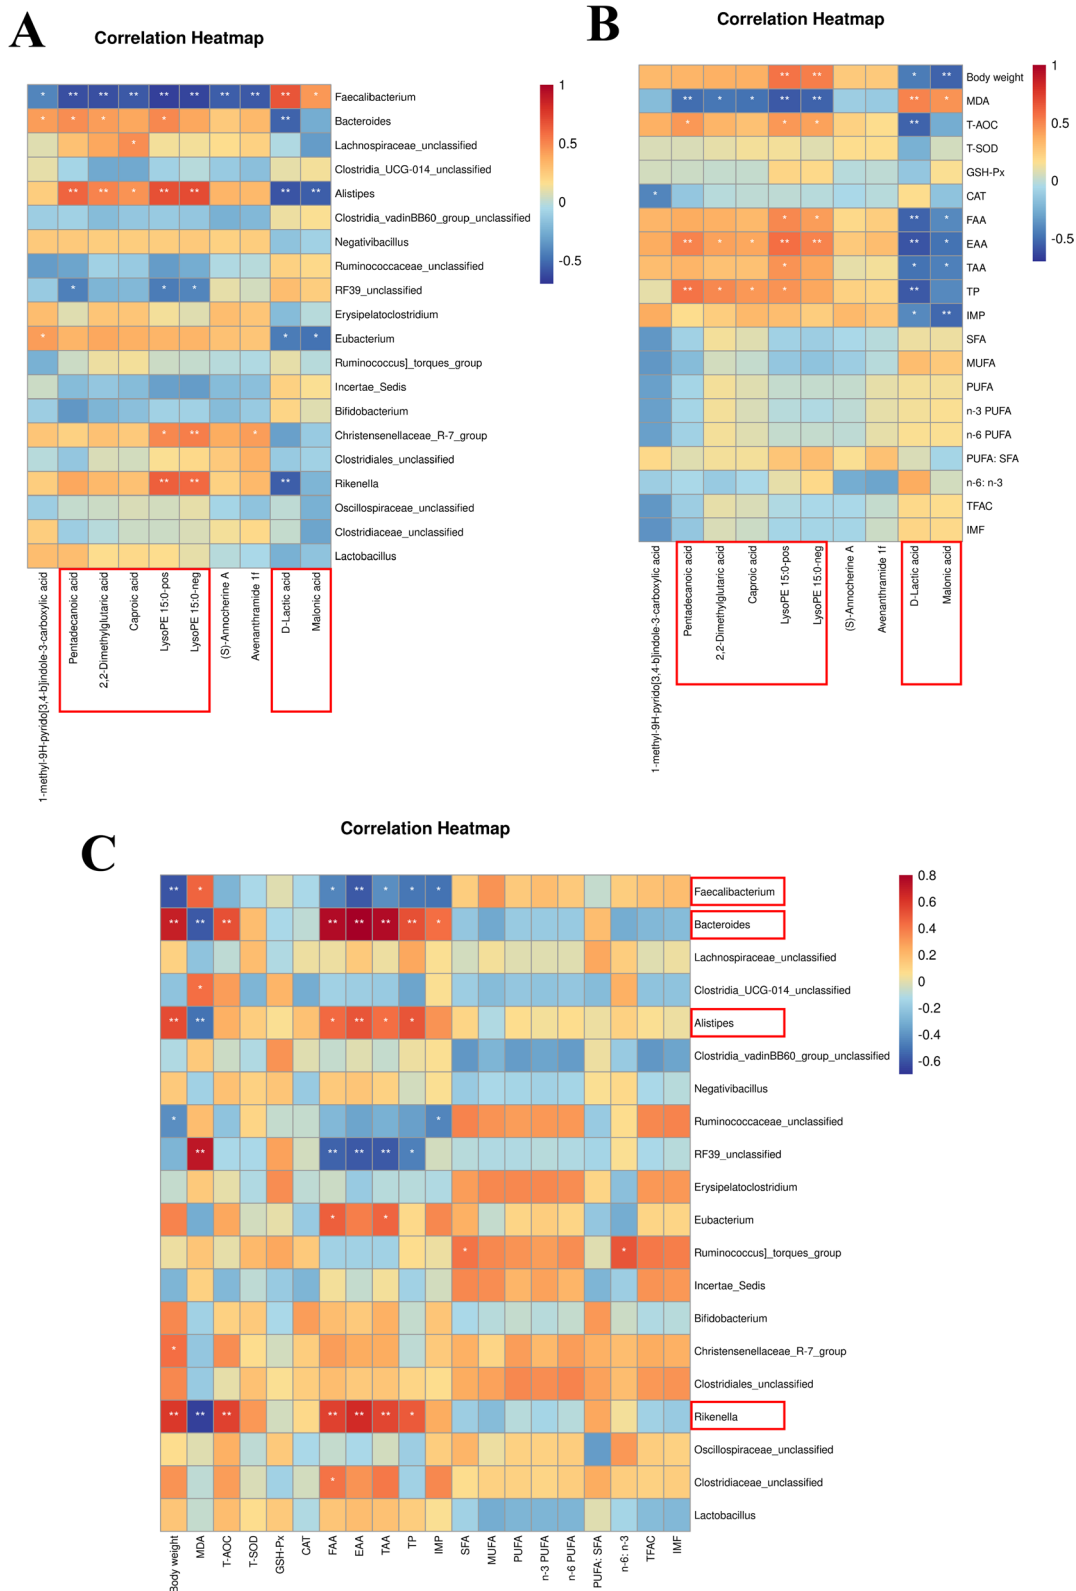 A
Correlation Heatmap
* ** ** ** ** ** ** ** ** *
Faecalibacterium
* * * * **
Bacteroides
*
Lachnospiraceae_unclassified
Clostridia_UCG-014_unclassified
** ** * ** ** ** **
Alistipes
Clostridia_vadinBB60_group_unclassified
Negativibacillus
Ruminococcaceae_unclassified
* * *
RF39_unclassified
Erysipelatoclostridium
* * *
Eubacterium
Ruminococcus]_torques_group
Incertae_Sedis
Bifidobacterium
* ** *
Christensenellaceae_R-7_group
Clostridiales_unclassified
** ** **
Rikenella
Oscillospiraceae_unclassified
Clostridiaceae_unclassified
Lactobacillus
1
0.5
0
-0.5
1-methyl-9H-pyrido[3,4-b]indole-3-carboxylic acid
Pentadecanoic acid
2,2-Dimethylglutaric acid
Caproic acid
LysoPE 15:0-pos
LysoPE 15:0-neg
(S)-Annocherine A
Avenanthramide 1f
D-Lactic acid
Malonic acid
B
Correlation Heatmap
** ** * **
Body weight
** * * ** ** ** *
MDA
* * * **
T-AOC
T-SOD
GSH-Px
*
CAT
* * ** *
FAA
** * * ** ** ** *
EAA
* * *
TAA
** * * * **
TP
* **
IMP
SFA
MUFA
PUFA
n-3 PUFA
n-6 PUFA
PUFA: SFA
n-6: n-3
TFAC
IMF
1
0.5
0
-0.5
1-methyl-9H-pyrido[3,4-b]indole-3-carboxylic acid
Pentadecanoic acid
2,2-Dimethylglutaric acid
Caproic acid
LysoPE 15:0-pos
LysoPE 15:0-neg
(S)-Annocherine A
Avenanthramide 1f
D-Lactic acid
Malonic acid
C
Correlation Heatmap
** * * ** * * *
Faecalibacterium
** ** ** ** ** ** ** *
Bacteroides
Lachnospiraceae_unclassified
*
Clostridia_UCG-014_unclassified
** ** * ** * *
Alistipes
Clostridia_vadinBB60_group_unclassified
Negativibacillus
* *
Ruminococcaceae_unclassified
** ** ** ** *
RF39_unclassified
Erysipelatoclostridium
* *
Eubacterium
* *
Ruminococcus]_torques_group
Incertae_Sedis
Bifidobacterium
*
Christensenellaceae_R-7_group
Clostridiales_unclassified
** ** ** ** ** ** *
Rikenella
Oscillospiraceae_unclassified
*
Clostridiaceae_unclassified
Lactobacillus
0.8
0.6
0.4
0.2
0
-0.2
-0.4
-0.6
Body weight
MDA
T-AOC
T-SOD
GSH-Px
CAT
FAA
EAA
TAA
TP
IMP
SFA
MUFA
PUFA
n-3 PUFA
n-6 PUFA
PUFA: SFA
n-6: n-3
TFAC
IMF